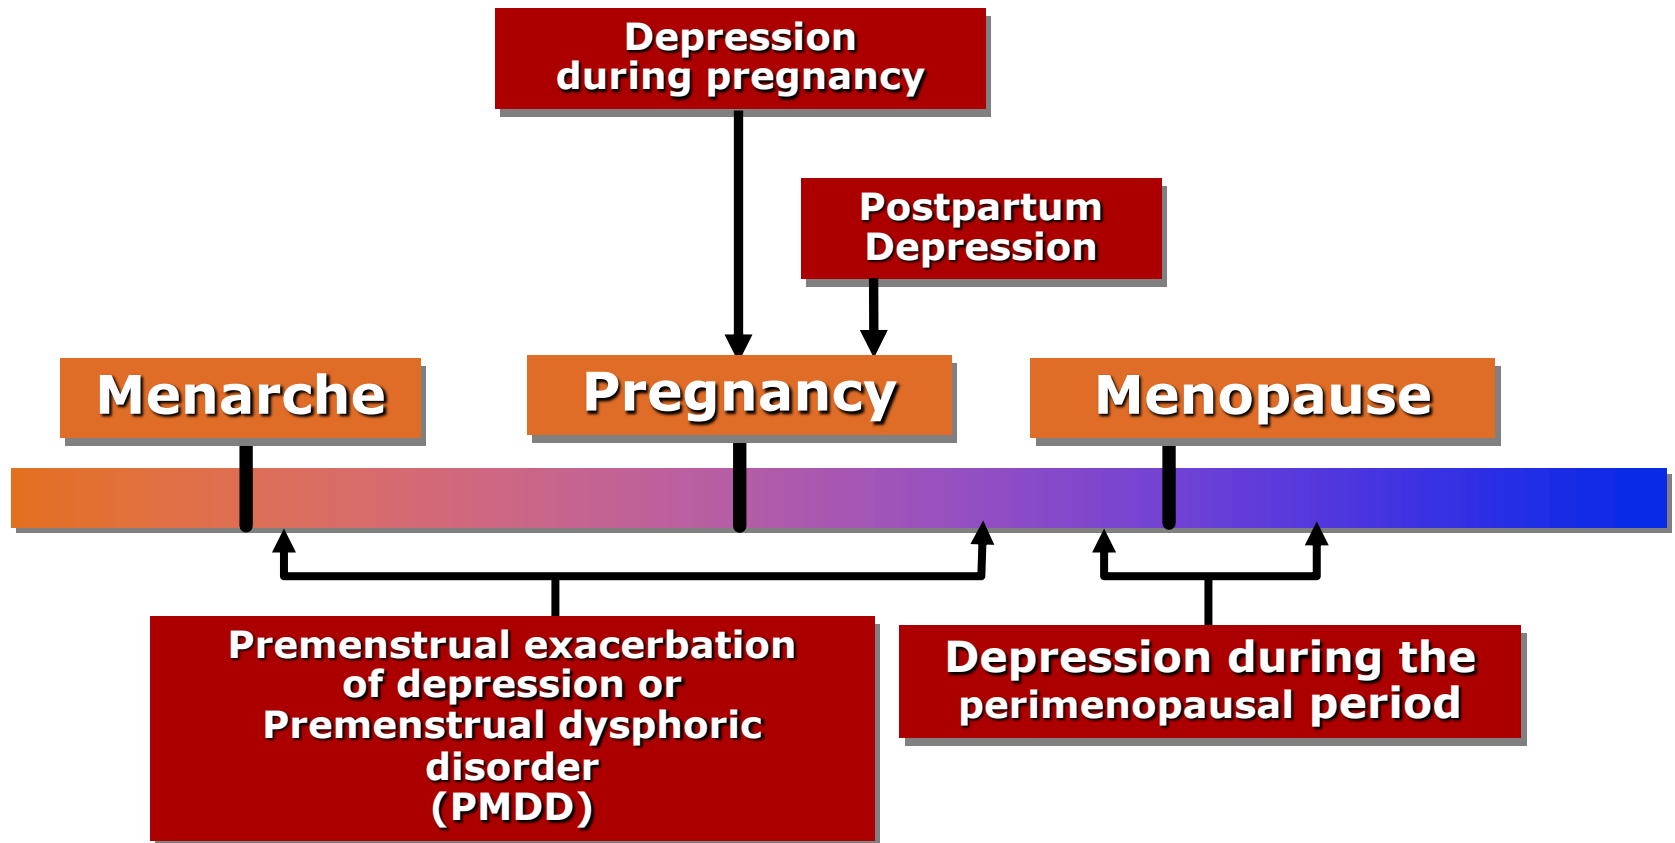 Depression
during pregnancy
Postpartum
Depression
Menarche
Pregnancy
Menopause
Premenstrual exacerbation
of depression or
Premenstrual dysphoric
disorder
(PMDD)
Depression during the
perimenopausal period